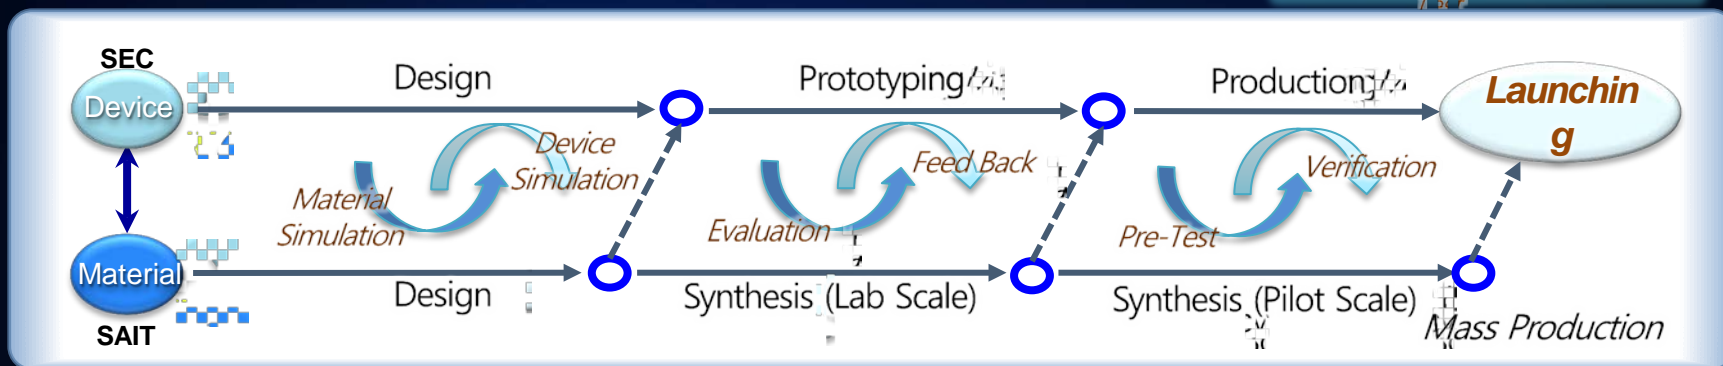 SEC
Device
Design
Prototyping
Production
Launchin
g
Device
Simulation
Material
Simulation
Feed Back
Evaluation
Verification
Pre-Test
Material
SAIT
Design
Synthesis (Lab Scale)
Synthesis (Pilot Scale)
Mass Production